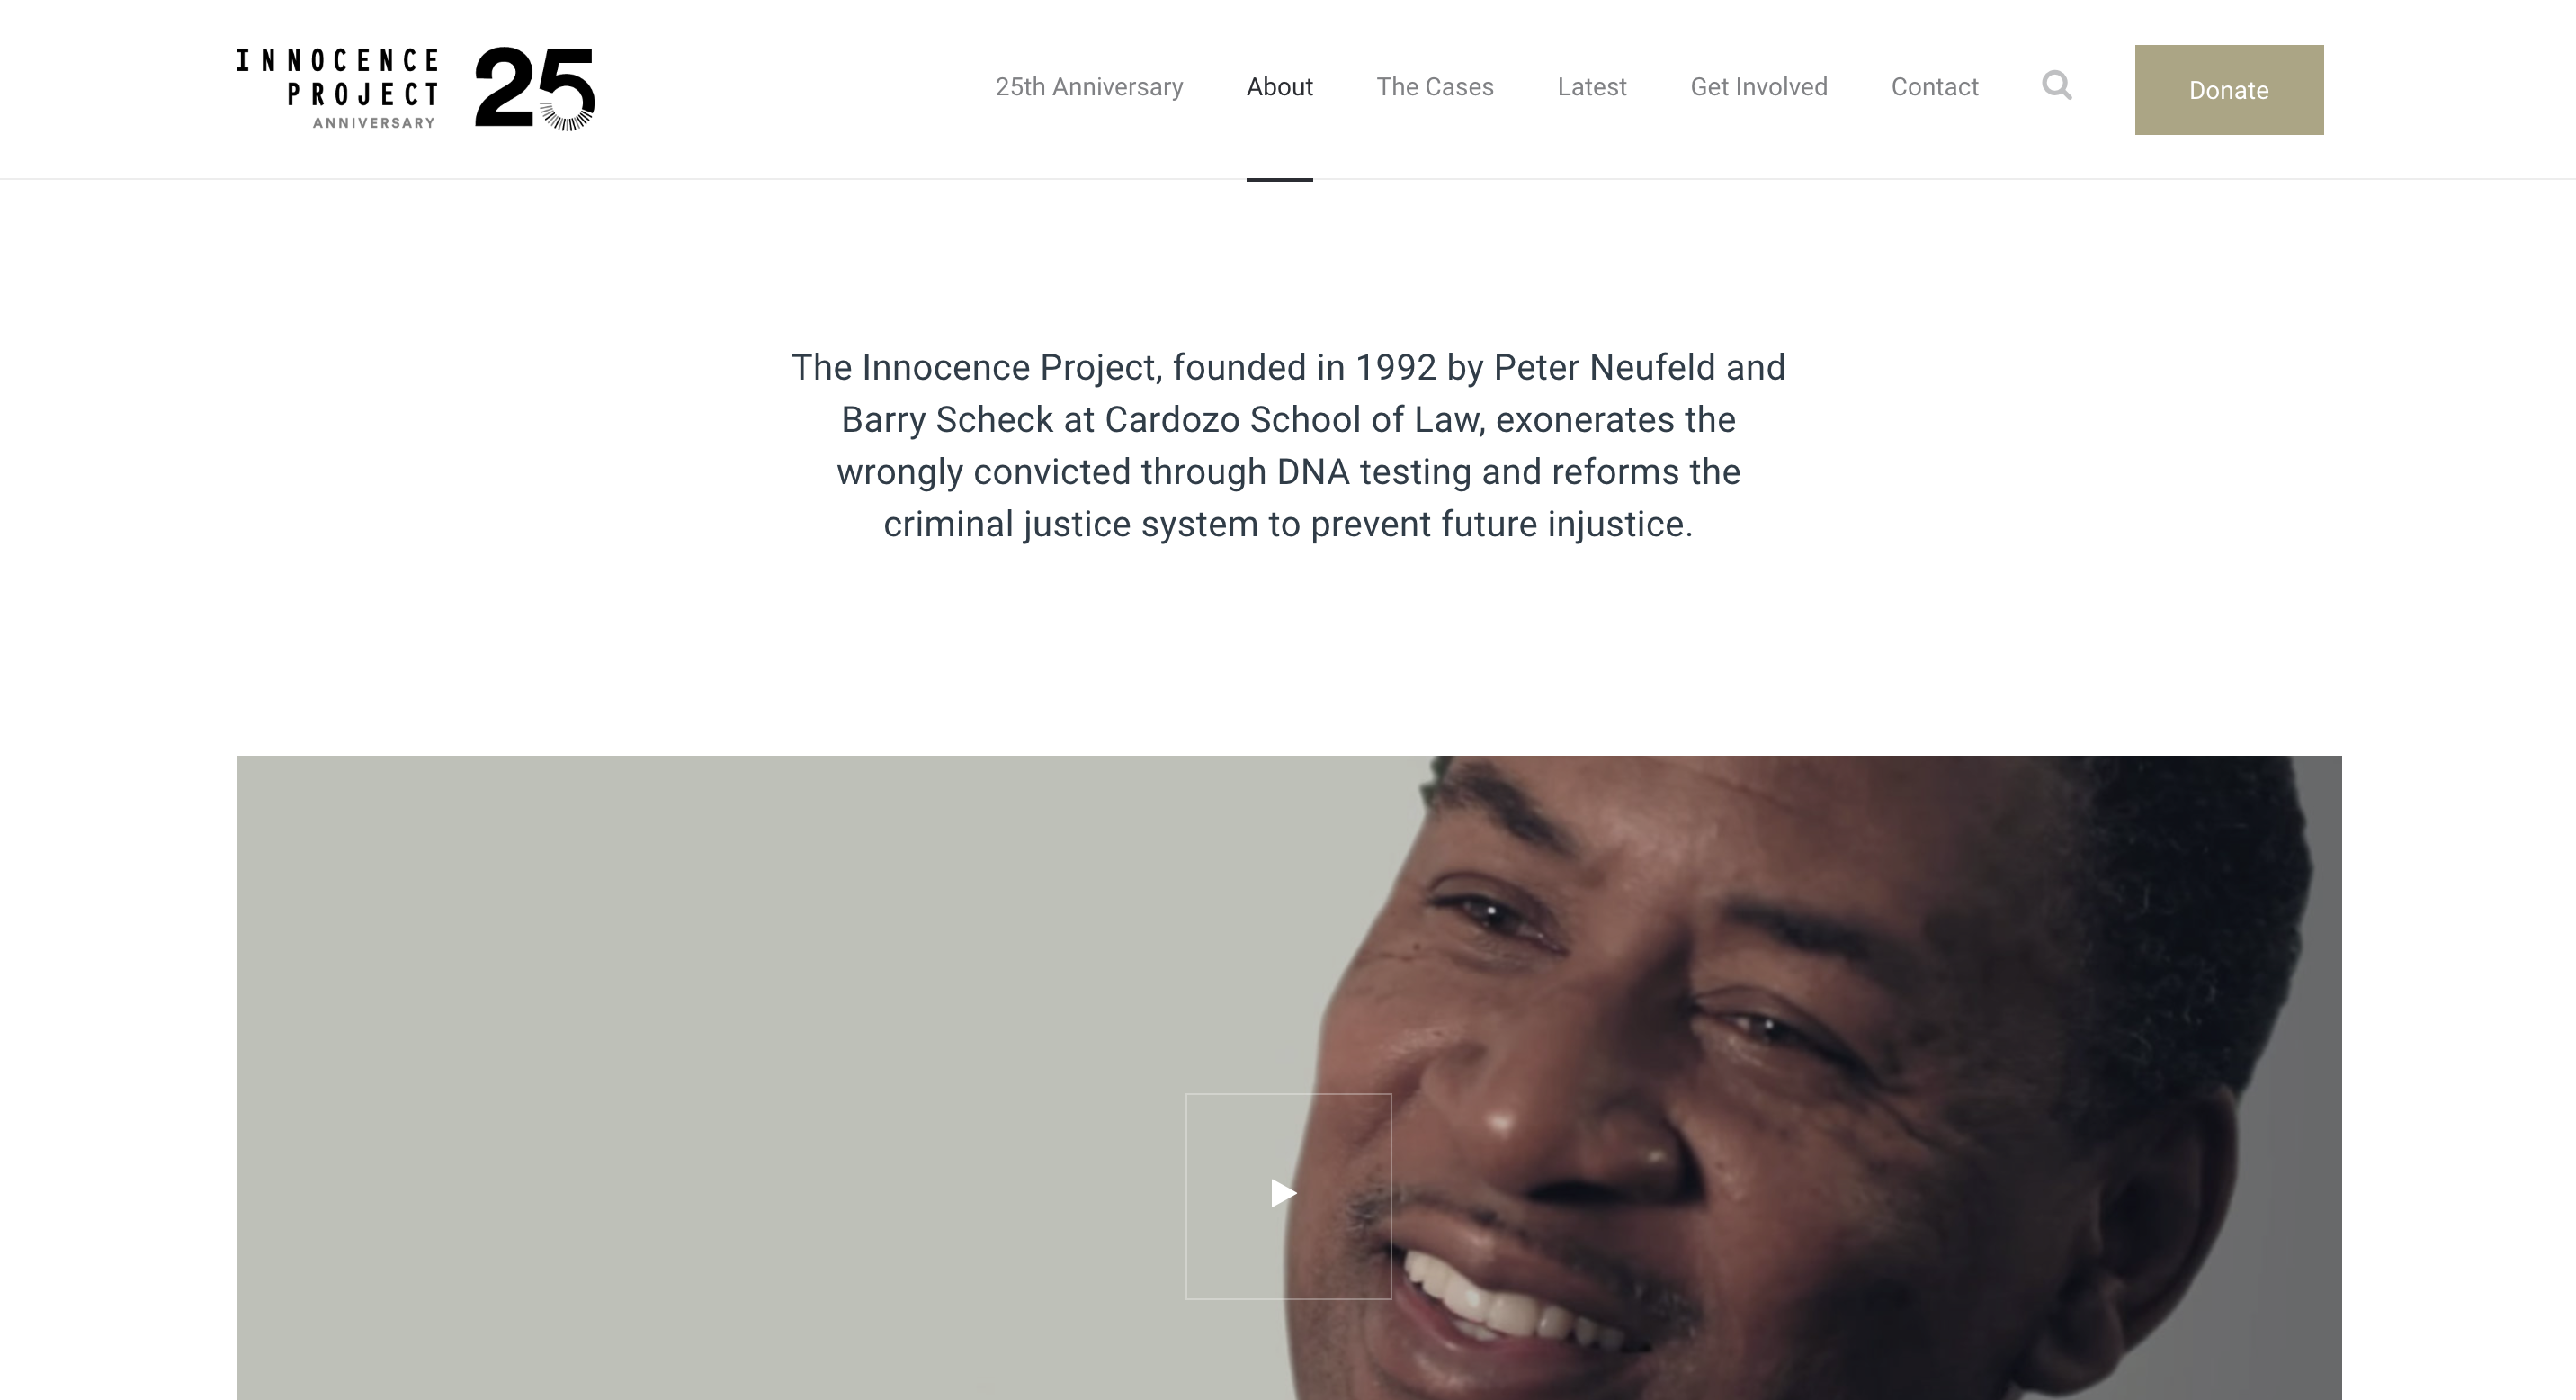 INNOCENCE
PROJECT
ANNIVERSARY
25
25th Anniversary
About
The Cases
Latest
Get Involved
Contact
Donate
The Innocence Project, founded in 1992 by Peter Neufeld and
Barry Scheck at Cardozo School of Law, exonerates the
wrongly convicted through DNA testing and reforms the
criminal justice system to prevent future injustice.